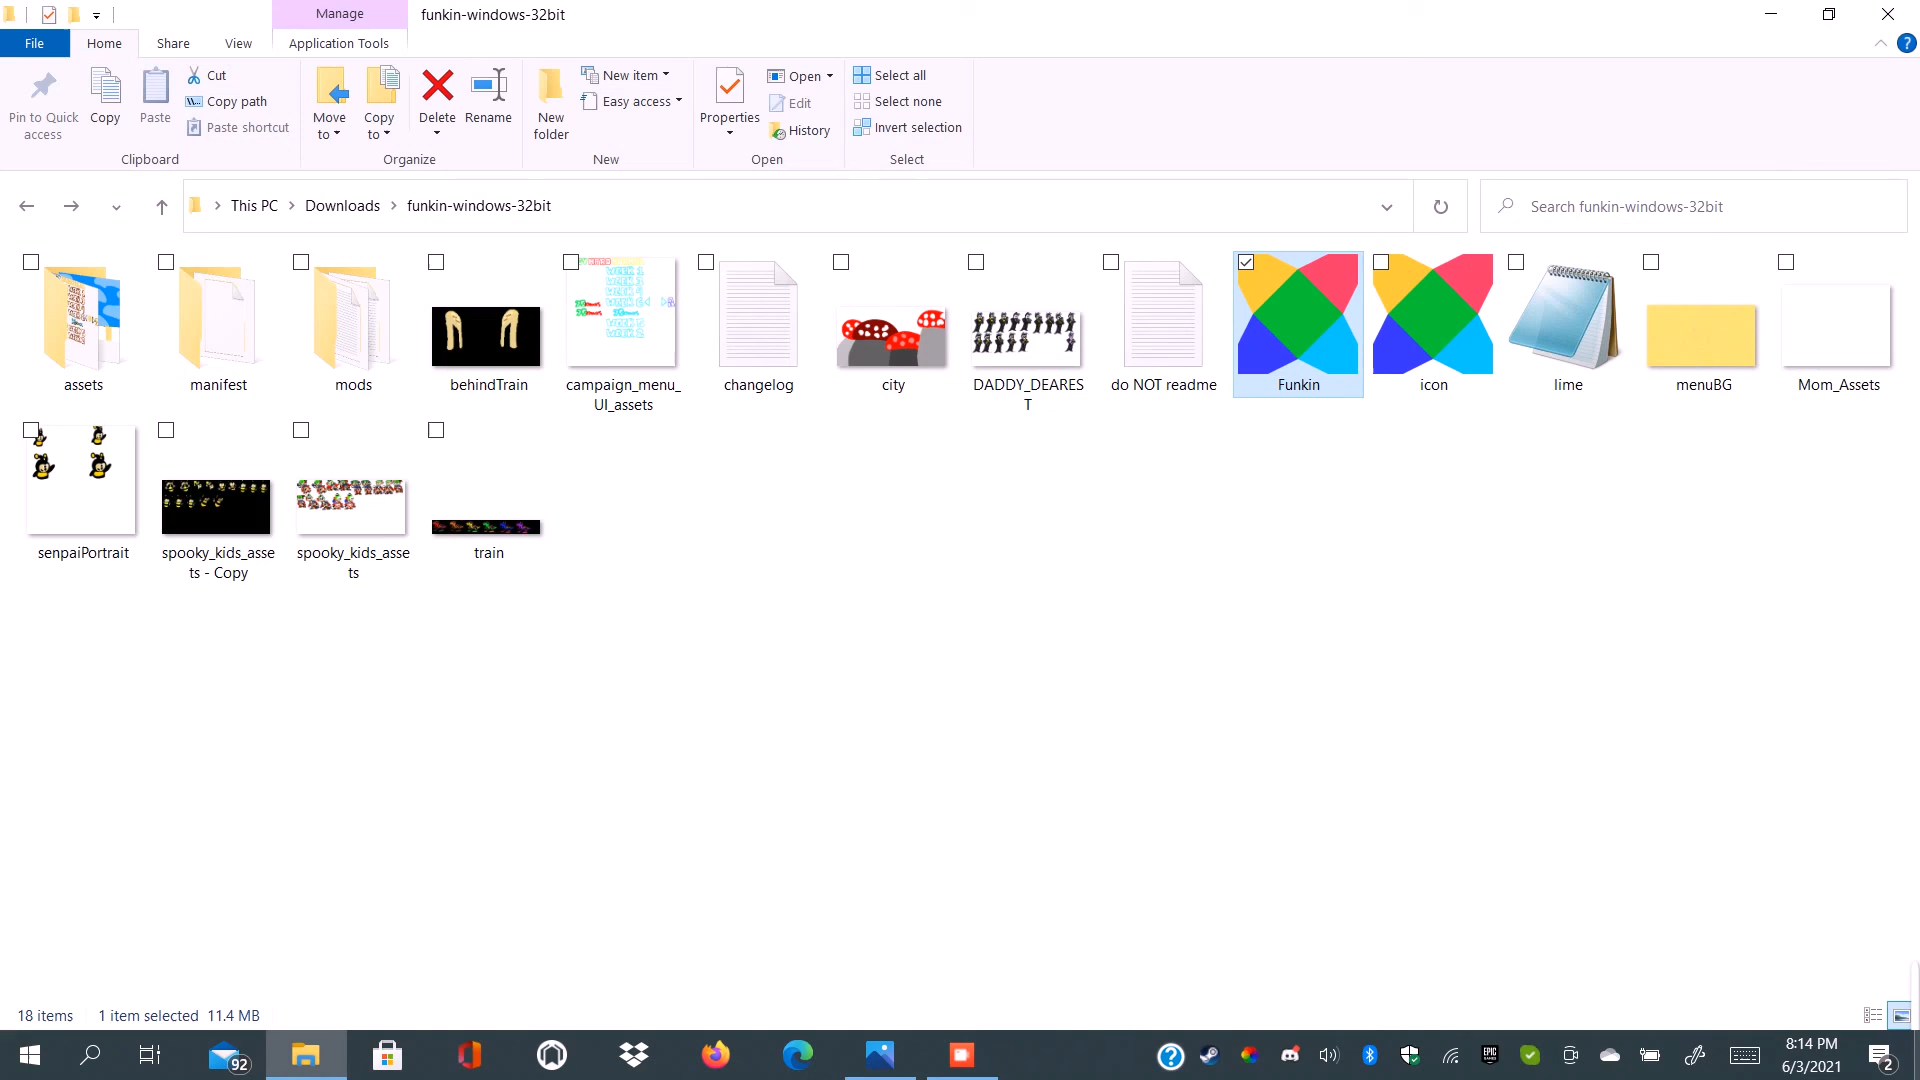 Manage
funkin-windows-32bit
File
Home
Share
View
Application Tools
Pin to Quick
access
Copy
Paste
Cut
Copy path
Paste shortcut
Clipboard
Move
to
Copy
to
Delete
Rename
Organize
New
folder
New item
Easy access
New
Properties
Open
Edit
History
Open
Select all
Select none
Invert selection
Select
This PC
Downloads
funkin-windows-32bit
Search funkin-windows-32bit
assets
manifest
mods
behindTrain
campaign_menu_
UI_assets
changelog
city
DADDY_DEARES
T
do NOT readme
Funkin
icon
lime
menuBG
Mom_Assets
senpaiPortrait
spooky_kids_asse
ts - Copy
spooky_kids_asse
ts
train
18 items
1 item selected
11.4 MB
92
EPIC
8:14 PM
6/3/2021
2